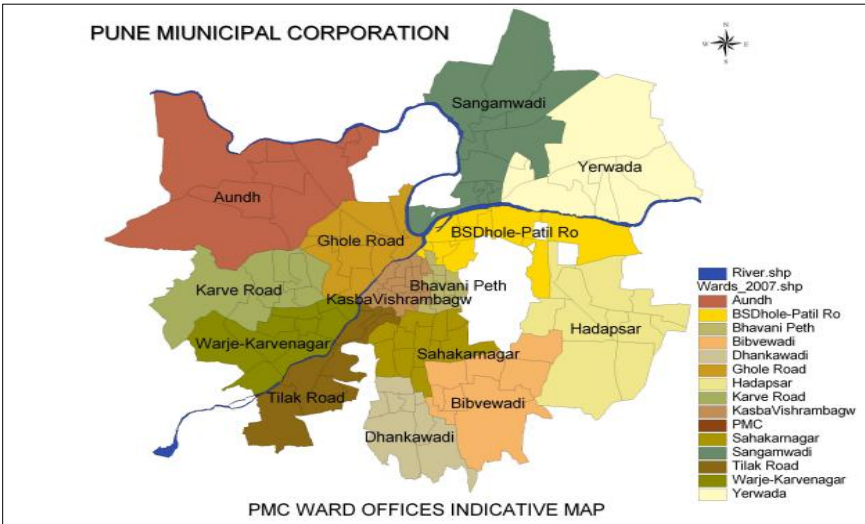 PUNE MIUNICIPAL CORPORATION
N
W E
S
Sangamwadi
Yerwada
Aundh
BSDhole-Patil Ro
Ghole Road
Bhavani Peth
Karve Road
KasbaVishrambagw
Warje-Karvenagar
Hadapsar
Sahakarnagar
Tilak Road
Bibvewadi
Dhankawadi
River.shp
Wards_2007.shp
Aundh
BSDhole-Patil Ro
Bhavani Peth
Bibvewadi
Dhankawadi
Ghole Road
Hadapsar
Karve Road
KasbaVishrambagw
PMC
Sahakarnagar
Sangamwadi
Tilak Road
Warje-Karvenagar
Yerwada
PMC WARD OFFICES INDICATIVE MAP